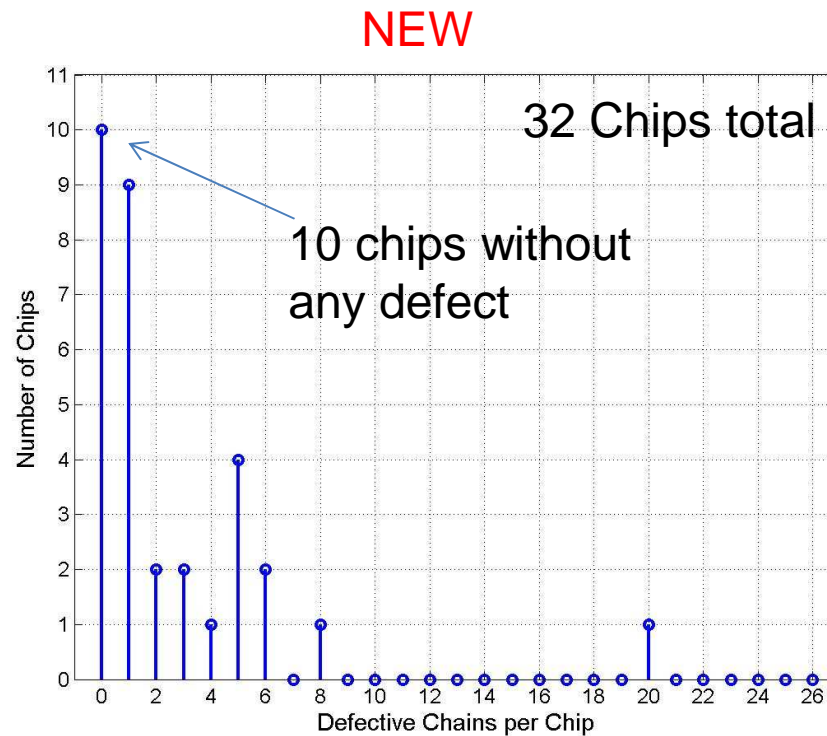 NEW
32 Chips total
10 chips without
any defect
Number of Chips
11
10
9
8
7
6
5
4
3
2
1
0
0 2 4 6 8 10 12 14 16 18 20 22 24 26
Defective Chains per Chip